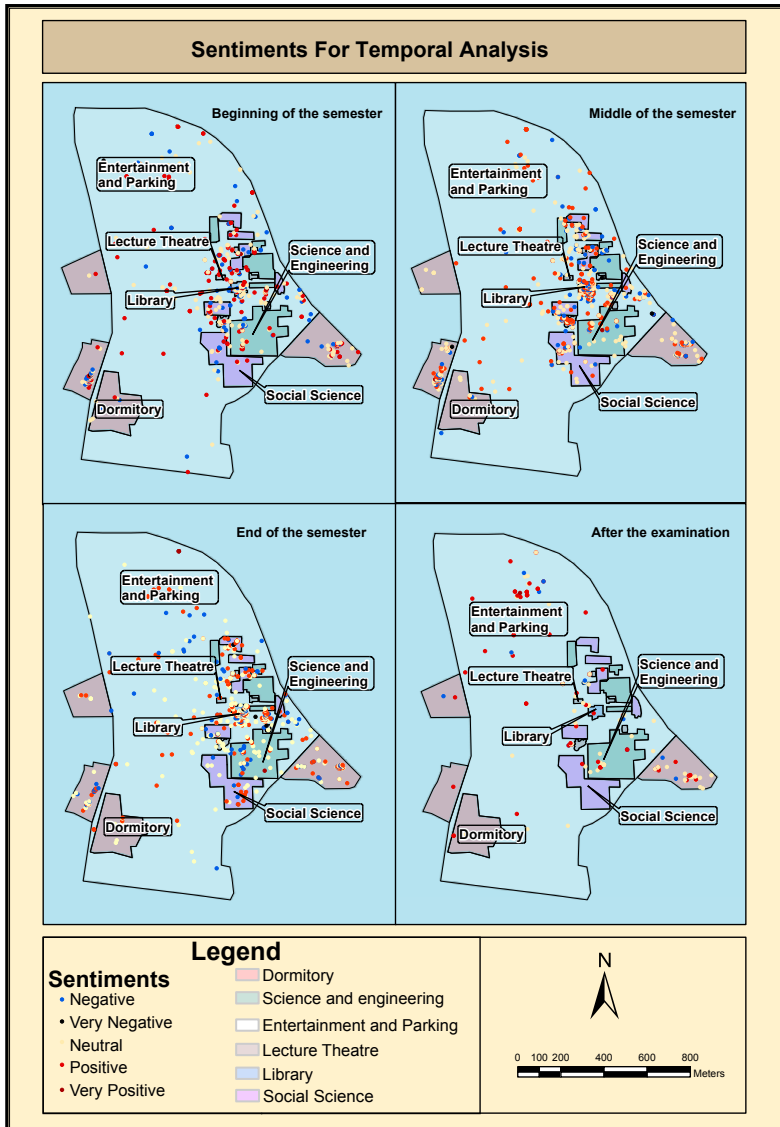 Sentiments For Temporal Analysis
Beginning of the semester
Entertainment
and Parking
Lecture Theatre
Science and
Engineering
Library
Dormitory
Social Science
Middle of the semester
Entertainment
and Parking
Lecture Theatre
Science and
Engineering
Library
Dormitory
Social Science
End of the semester
Entertainment
and Parking
Lecture Theatre
Science and
Engineering
Library
Dormitory
Social Science
After the examination
Entertainment
and Parking
Lecture Theatre
Science and
Engineering
Library
Dormitory
Social Science
Legend
Sentiments
Negative
Very Negative
Neutral
Positive
Very Positive
Dormitory
Science and engineering
Entertainment and Parking
Lecture Theatre
Library
Social Science
N
0 100 200 400 600 800
Meters